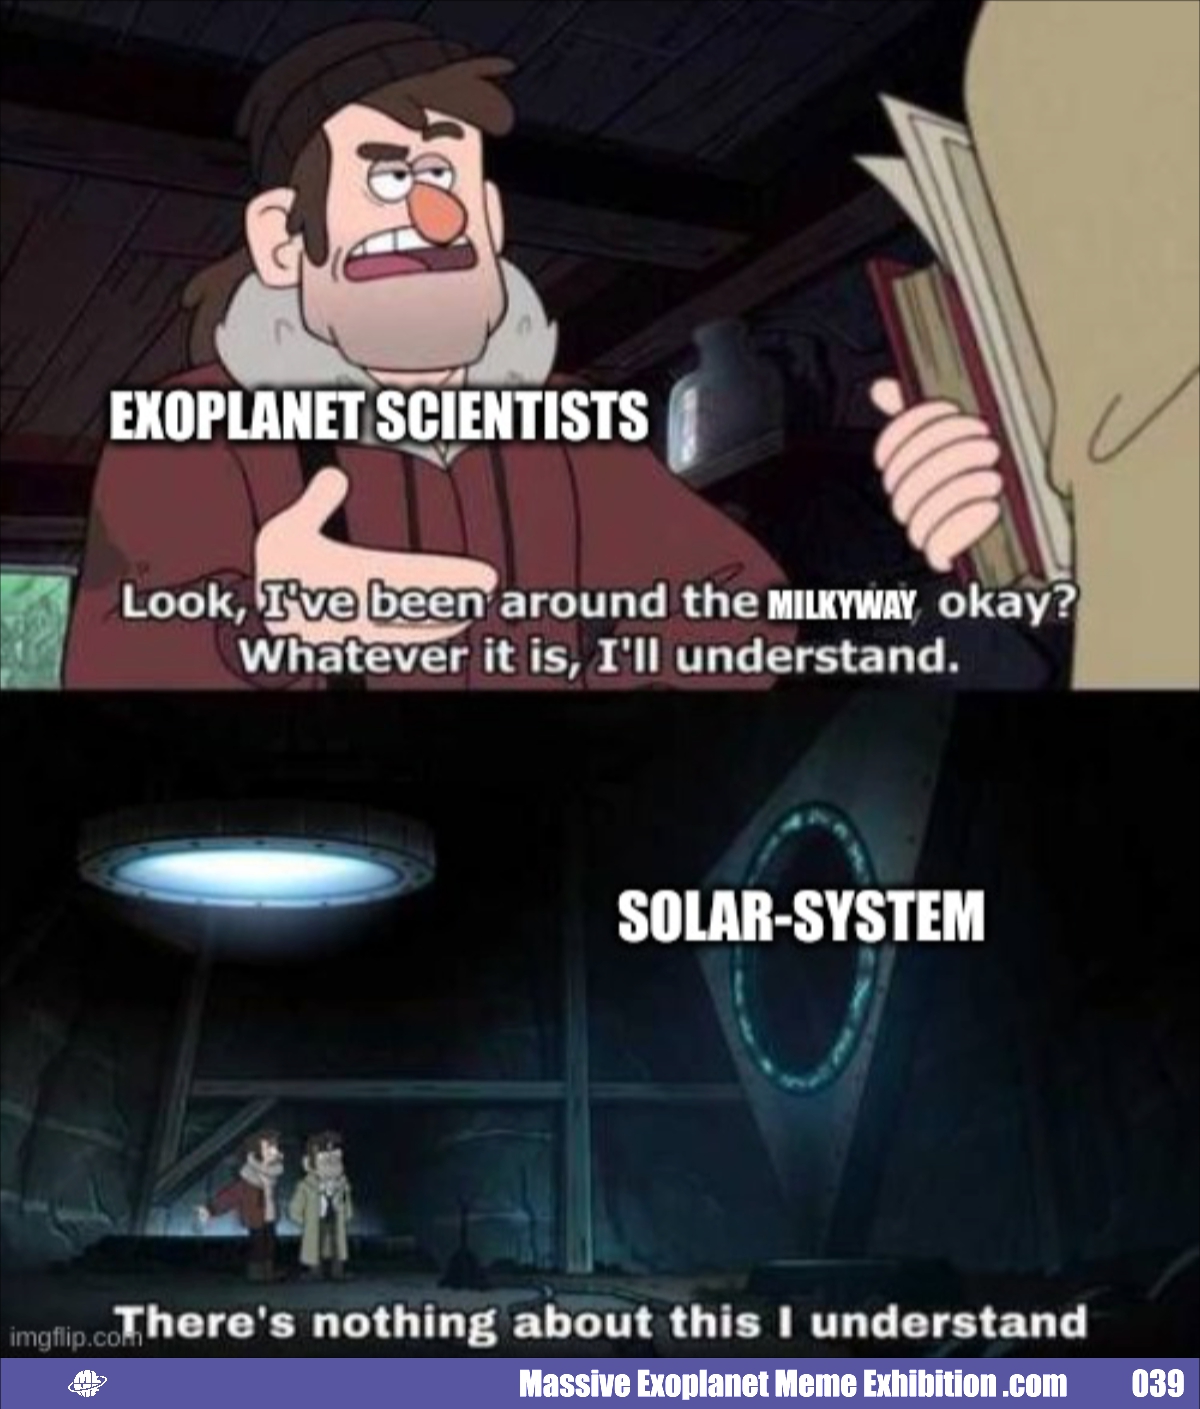 EXOPLANET SCIENTISTS
Look, I've been around the MILKYWAY, okay?
Whatever it is, I'll understand.
SOLAR-SYSTEM
There's nothing about this I understand
imgflip.com
Massive Exoplanet Meme Exhibition .com 039